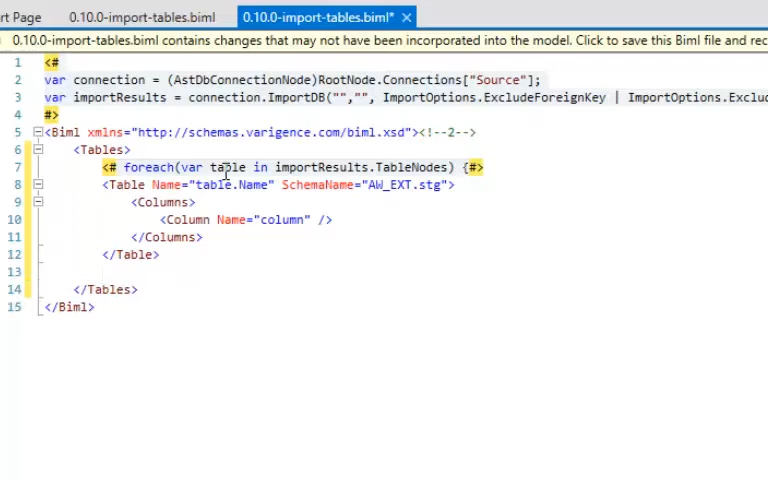 rt Page 0.10.0-import-tables.biml 0.10.0-import-tables.biml*
0.10.0-import-tables.biml contains changes that may not have been incorporated into the model. Click to save this Biml file and rec
1 <#
2 var connection = (AstDbConnectionNode)RootNode.Connections["Source"];
3 var importResults = connection.ImportDB("","", ImportOptions.ExcludeForeignKey | ImportOptions.Exclud
4 #>
5 <Biml xmlns="http://schemas.varigence.com/biml.xsd"><!--2-->
6 <Tables>
7 <# foreach(var table in importResults.TableNodes) {#>
8 <Table Name="table.Name" SchemaName="AW_EXT.stg">
9 <Columns>
10 <Column Name="column" />
11 </Columns>
12 </Table>
13
14 </Tables>
15 </Biml>